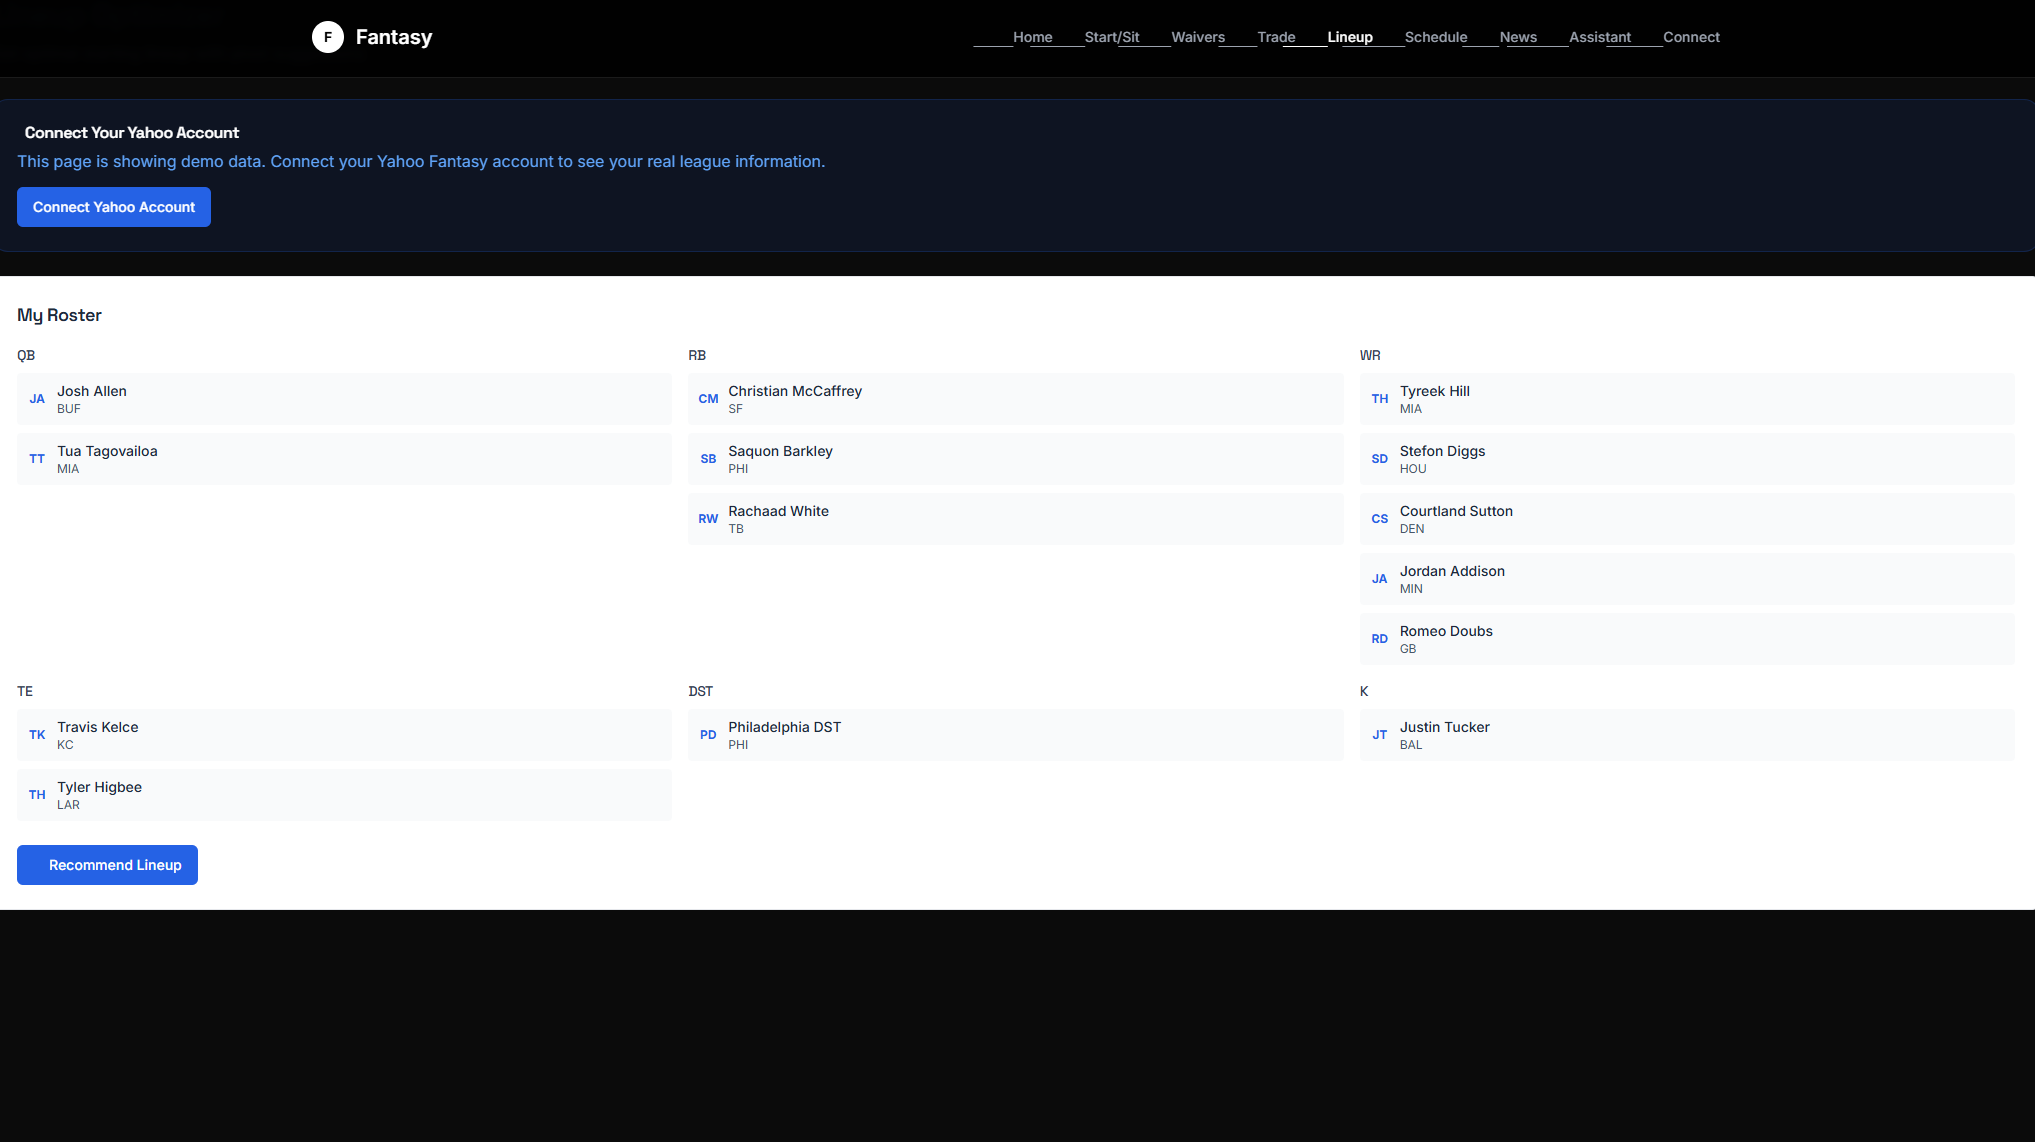 F Fantasy
Home Start/Sit Waivers Trade Lineup Schedule News Assistant Connect
Connect Your Yahoo Account
This page is showing demo data. Connect your Yahoo Fantasy account to see your real league information.
Connect Yahoo Account
My Roster
QB
JA Josh Allen
BUF
TT Tua Tagovailoa
MIA
RB
CM Christian McCaffrey
SF
SB Saquon Barkley
PHI
RW Rachaad White
TB
WR
TH Tyreek Hill
MIA
SD Stefon Diggs
HOU
CS Courtland Sutton
DEN
JA Jordan Addison
MIN
RD Romeo Doubs
GB
TE
TK Travis Kelce
KC
TH Tyler Higbee
LAR
DST
PD Philadelphia DST
PHI
K
JT Justin Tucker
BAL
Recommend Lineup